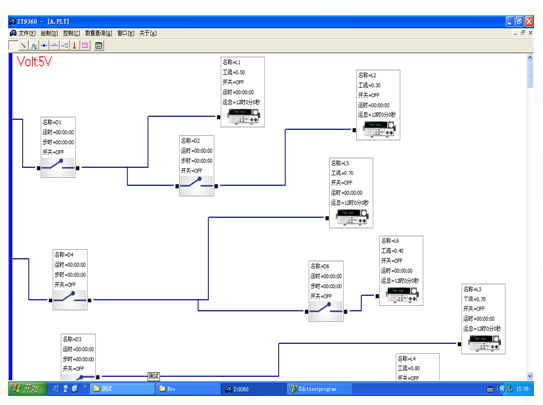 IT9360 - [A.PLT]
文件(F) 绘制(D) 控制(C) 数据查询(Q) 窗口(W) 关于(A)
Volt:5V
名称=L1
工流=0.50
开关=OFF
运时=00:00:00
运总=12时0分0秒
名称=L2
工流=0.30
开关=OFF
运时=00:00:00
运总=12时0分0秒
名称=D1
运时=00:00:00
步时=00:00:00
开关=OFF
名称=D2
运时=00:00:00
步时=00:00:00
开关=OFF
名称=L5
工流=0.70
开关=OFF
运时=00:00:00
运总=12时0分0秒
名称=D4
运时=00:00:00
步时=00:00:00
开关=OFF
名称=D6
运时=00:00:00
步时=00:00:00
开关=OFF
名称=L6
工流=0.40
开关=OFF
运时=00:00:00
运总=12时0分0秒
名称=L3
工流=0.70
开关=OFF
运时=00:00:00
运总=12时0分0秒
名称=D3
运时=00:00:00
步时=00:00:00
开关=OFF
名称=L4
工流=0.80
开关=OFF
测试
开始
测试
Exe
IT9360
Edittestprogram
15:05